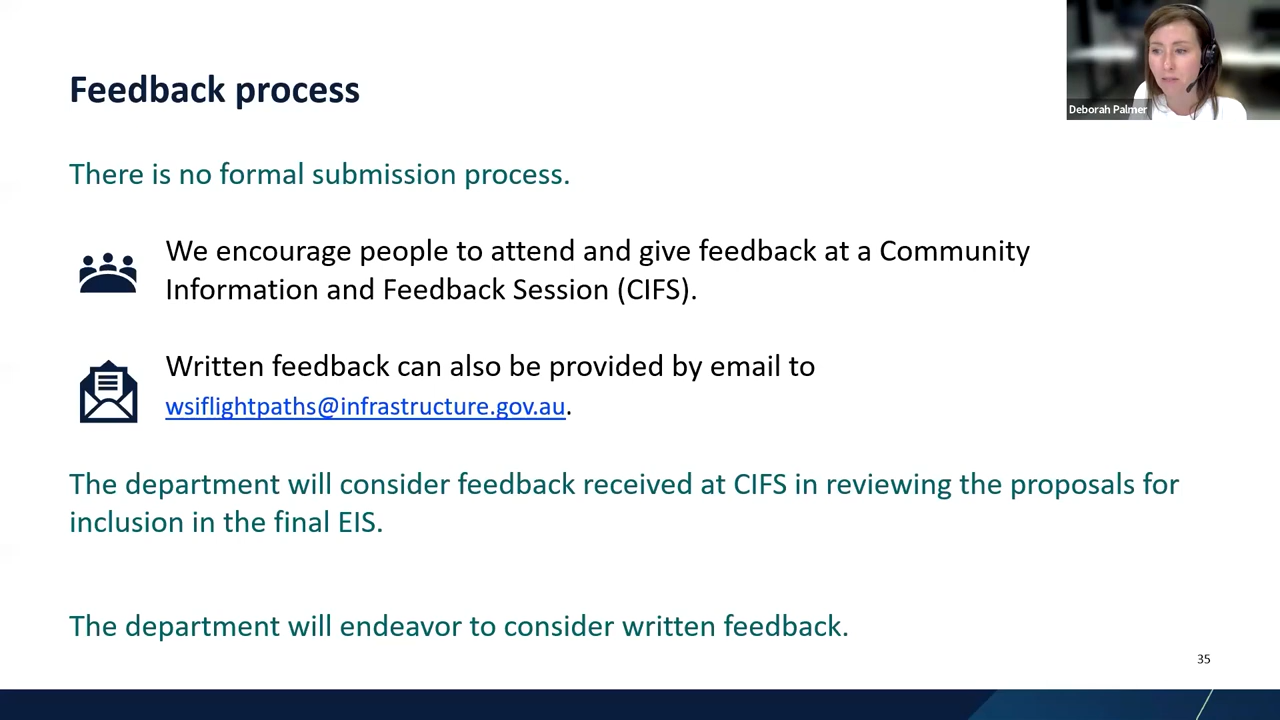 Feedback process
Deborah Palmer
There is no formal submission process.
We encourage people to attend and give feedback at a Community
Information and Feedback Session (CIFS).
Written feedback can also be provided by email to
wsiflightpaths@infrastructure.gov.au.
The department will consider feedback received at CIFS in reviewing the proposals for
inclusion in the final EIS.
The department will endeavor to consider written feedback.
35